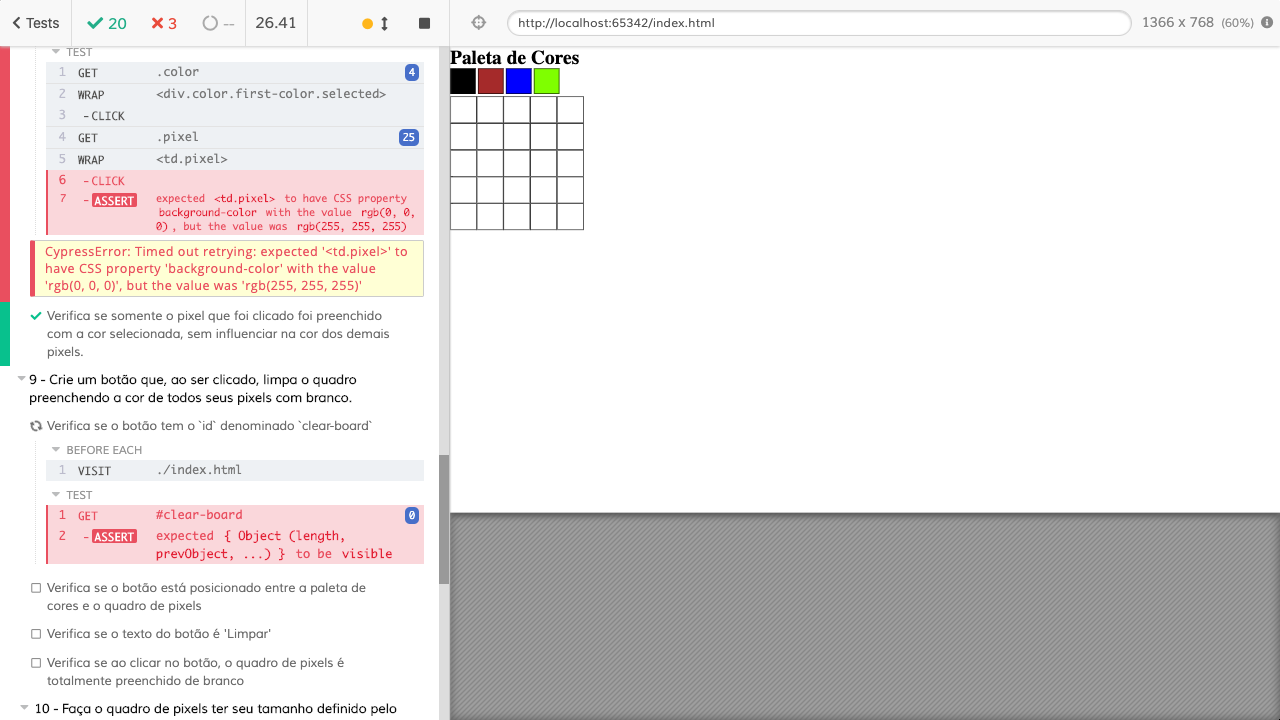 Tests 20 3 -- 26.41 http://localhost:65342/index.html 1366 x 768 (60%)
TEST
1 GET .color 4
2 WRAP <div.color.first-color.selected>
3 -CLICK
4 GET .pixel 25
5 WRAP <td.pixel>
6 -CLICK
7 -ASSERT expected <td.pixel> to have CSS property
background-color with the value rgb(0, 0,
0), but the value was rgb(255, 255, 255)
CypressError: Timed out retrying: expected '<td.pixel>' to
have CSS property 'background-color' with the value
'rgb(0, 0, 0)', but the value was 'rgb(255, 255, 255)'
Verifica se somente o pixel que foi clicado foi preenchido
com a cor selecionada, sem influenciar na cor dos demais
pixels.
9 - Crie um botão que, ao ser clicado, limpa o quadro
preenchendo a cor de todos seus pixels com branco.
Verifica se o botão tem o `id` denominado `clear-board`
BEFORE EACH
1 VISIT ./index.html
TEST
1 GET #clear-board 0
2 -ASSERT expected { Object (length,
prevObject, ...) } to be visible
Verifica se o botão está posicionado entre a paleta de
cores e o quadro de pixels
Verifica se o texto do botão é 'Limpar'
Verifica se ao clicar no botão, o quadro de pixels é
totalmente preenchido de branco
10 - Faça o quadro de pixels ter seu tamanho definido pelo
Paleta de Cores